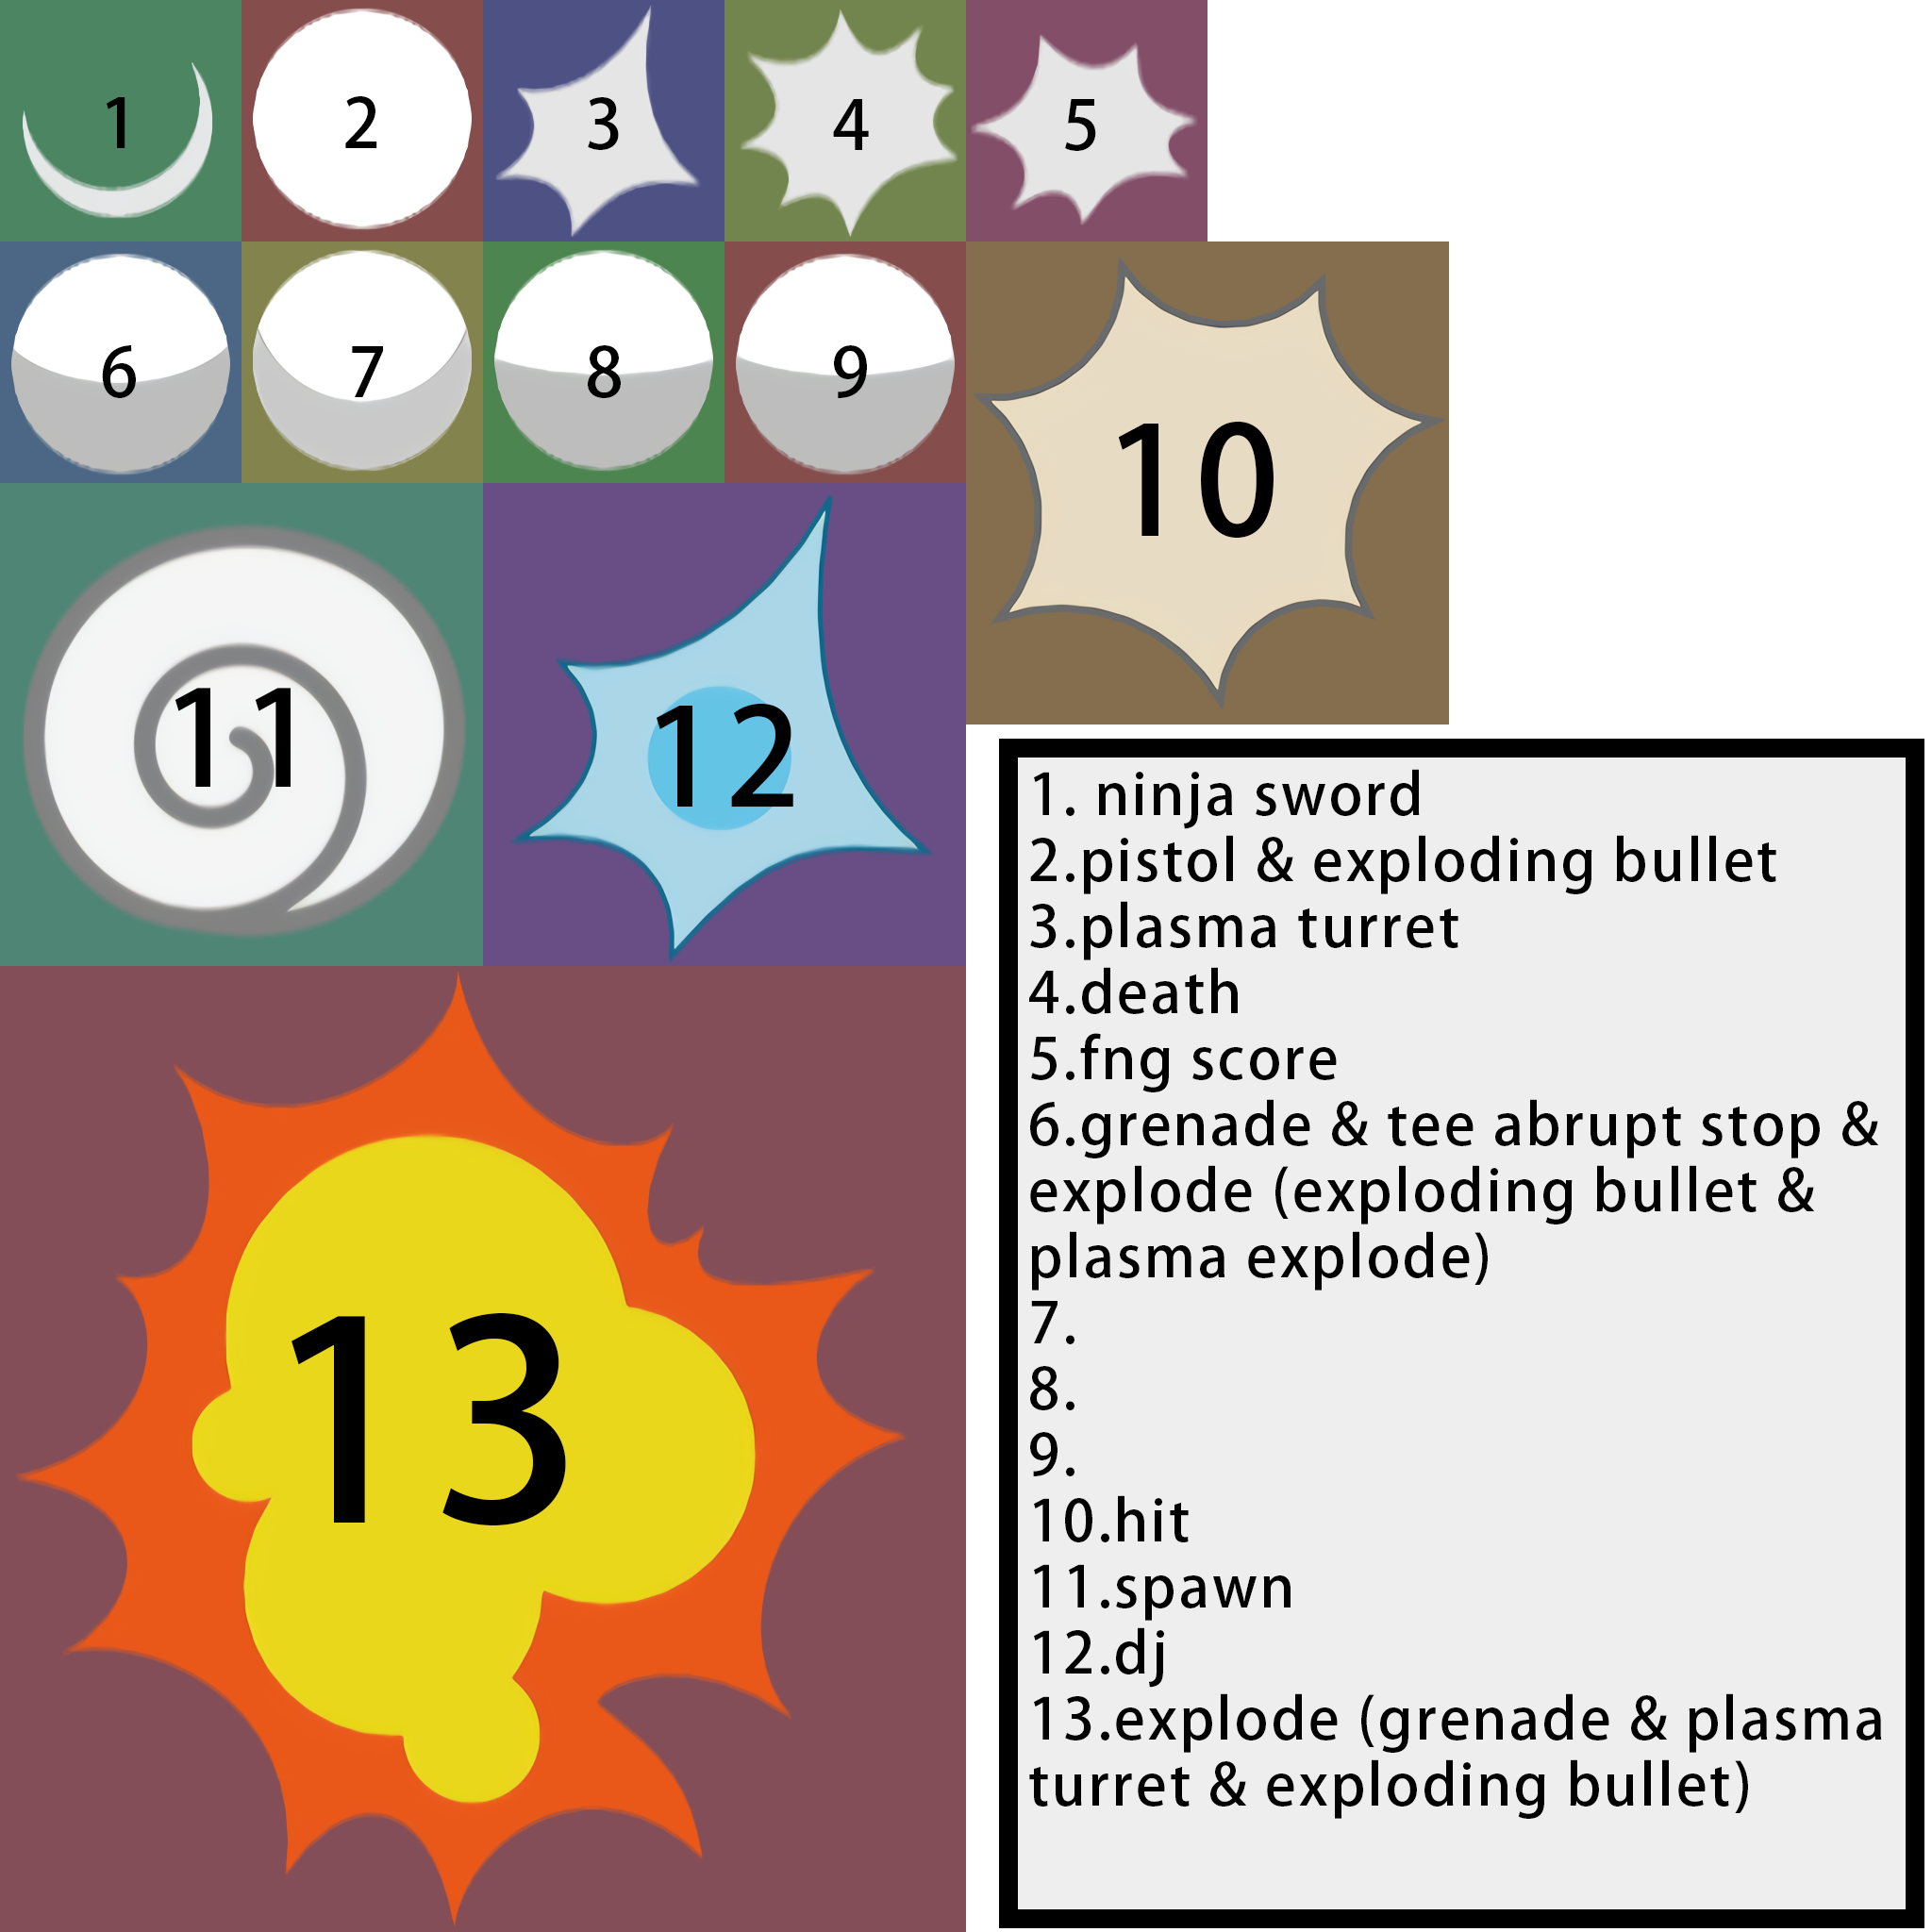 1
2
3
4
5
6
7
8
9
10
11
12
13
1. ninja sword
2.pistol & exploding bullet
3.plasma turret
4.death
5.fng score
6.grenade & tee abrupt stop &
explode (exploding bullet &
plasma explode)
7.
8.
9.
10.hit
11.spawn
12.dj
13.explode (grenade & plasma
turret & exploding bullet)